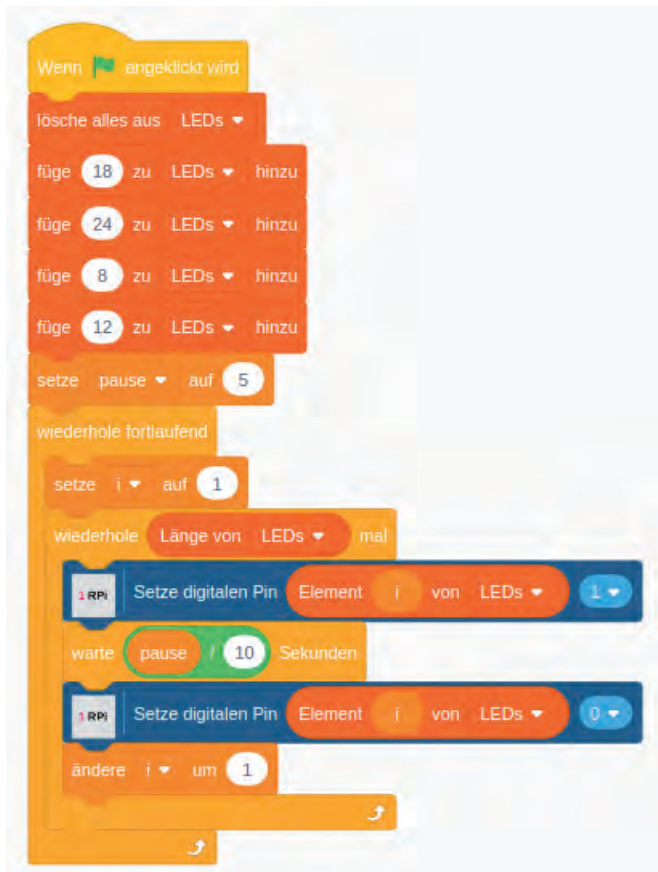 Wenn angeklickt wird
lösche alles aus LEDs
füge 18 zu LEDs hinzu
füge 24 zu LEDs hinzu
füge 8 zu LEDs hinzu
füge 12 zu LEDs hinzu
setze pause auf 5
wiederhole fortlaufend
setze i auf 1
wiederhole Länge von LEDs mal
1 RPi Setze digitalen Pin Element i von LEDs 1
warte pause / 10 Sekunden
1 RPi Setze digitalen Pin Element i von LEDs 0
ändere i um 1